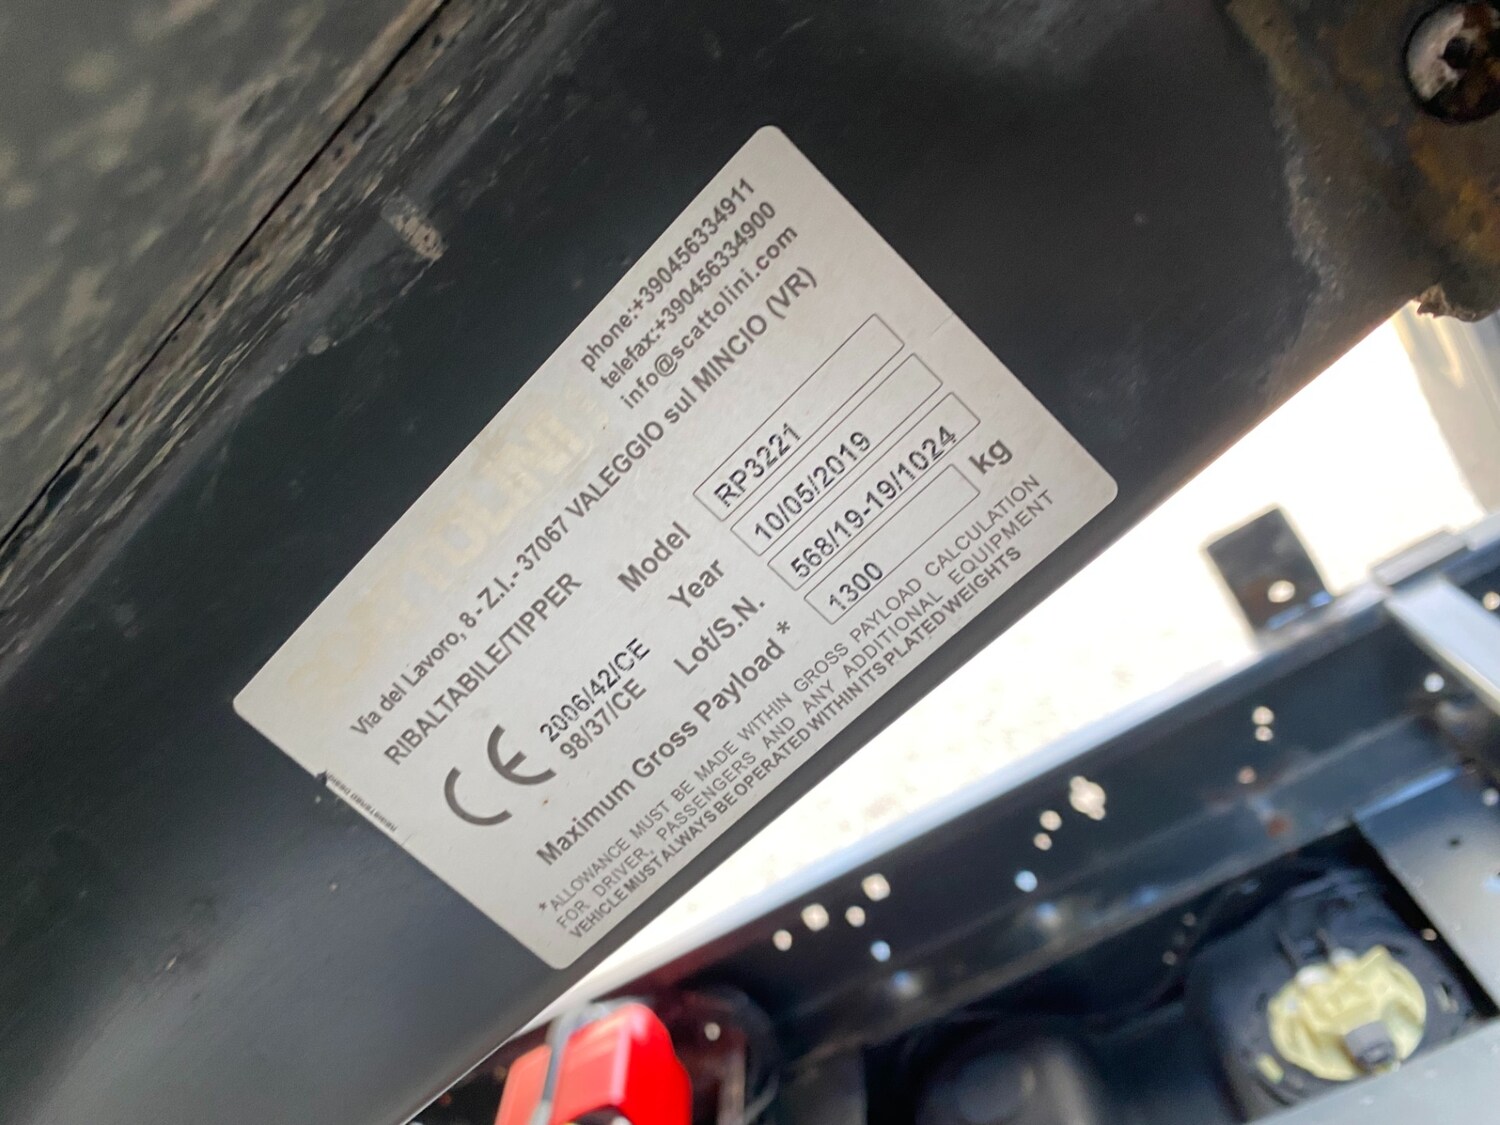 SCATTOLINI
phone:+390456334911
telefax:+390456334900
info@scattolini.com
Via del Lavoro, 8 - Z.I.- 37067 VALEGGIO sul MINCIO (VR)
RIBALTABILE/TIPPER
Model RP3221
Year 10/05/2019
2006/42/CE
98/37/CE
CE
Lot/S.N. 568/19-19/1024
Maximum Gross Payload * 1300 kg
* ALLOWANCE MUST BE MADE WITHIN GROSS PAYLOAD CALCULATION
FOR DRIVER, PASSENGERS AND ANY ADDITIONAL EQUIPMENT
VEHICLE MUST ALWAYS BE OPERATED WITHIN ITS PLATED WEIGHTS